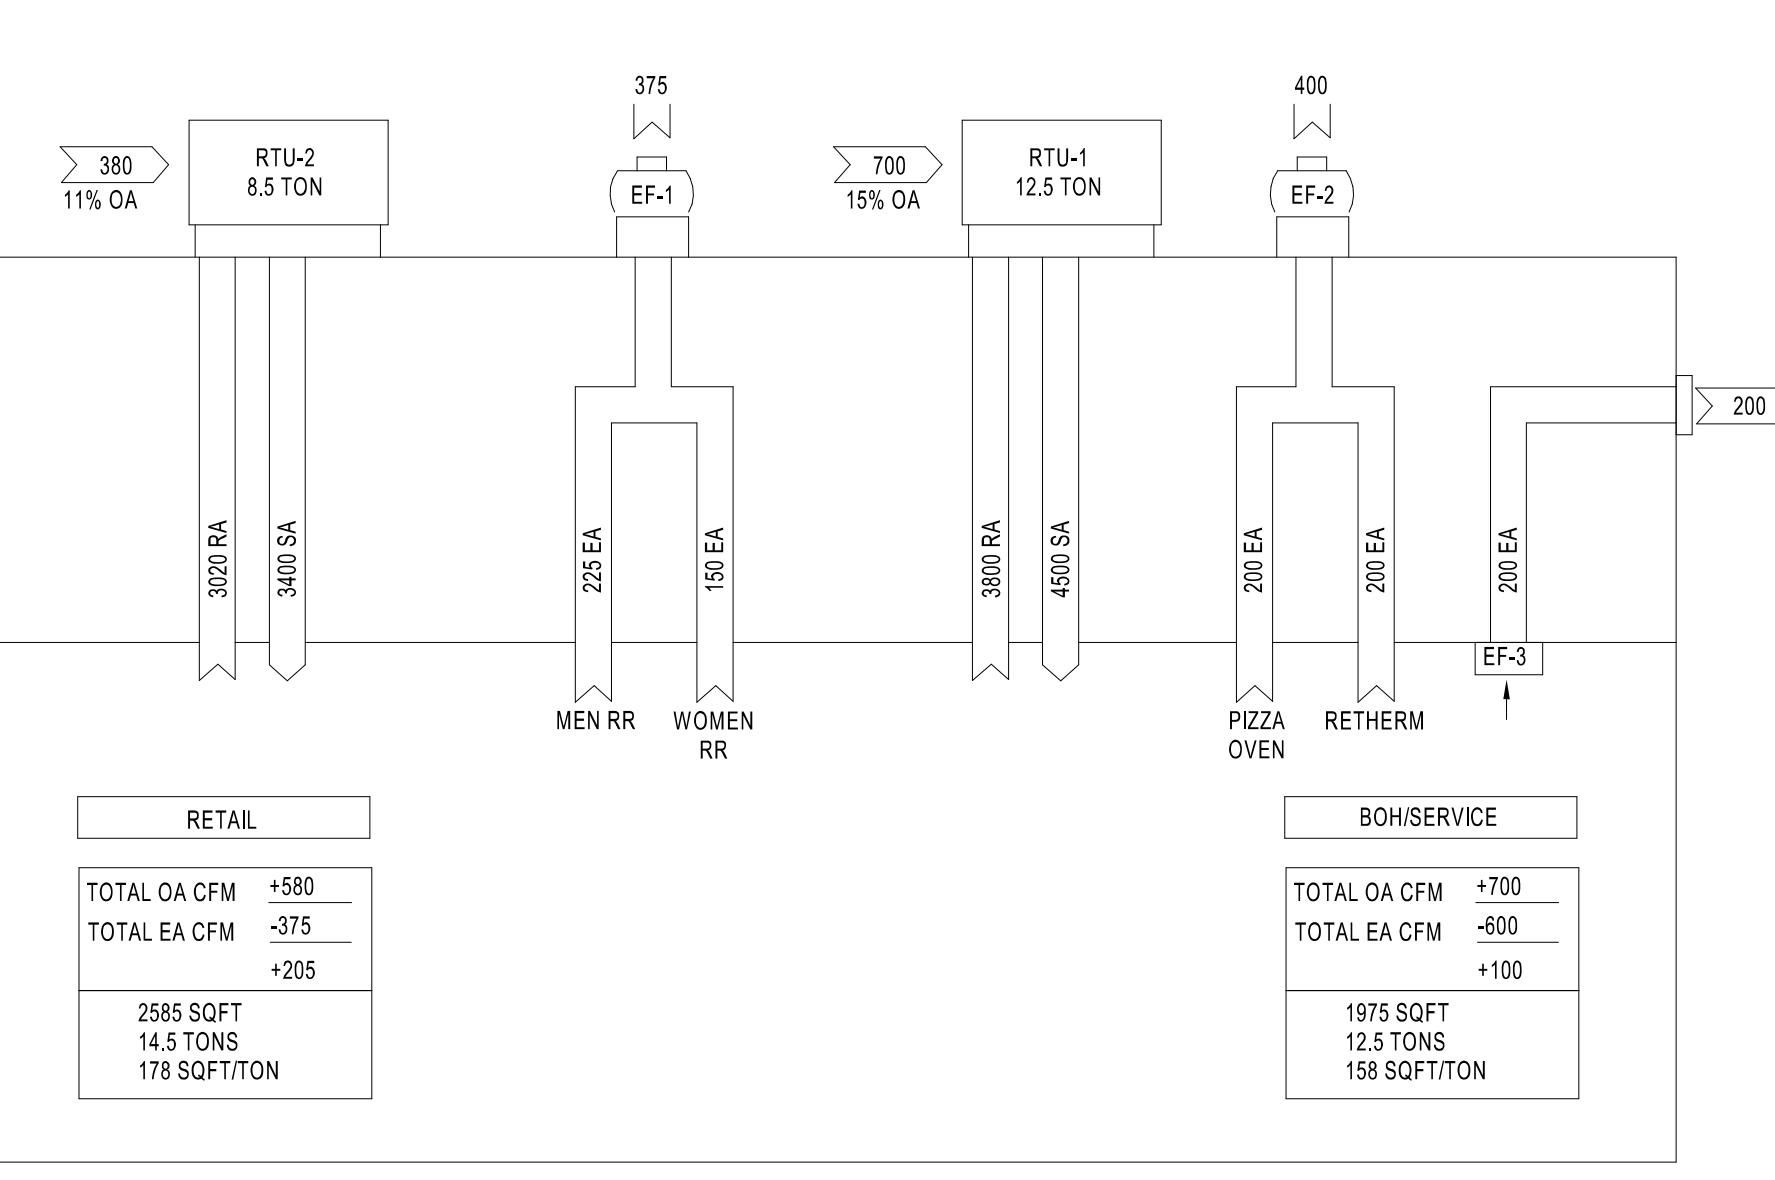 375
400
380
11% OA
RTU-2
8.5 TON
EF-1
700
15% OA
RTU-1
12.5 TON
EF-2
200
3020 RA
3400 SA
225 EA
150 EA
3800 RA
4500 SA
200 EA
200 EA
200 EA
EF-3
MEN RR
WOMEN
RR
PIZZA
OVEN
RETHERM
RETAIL
TOTAL OA CFM +580
TOTAL EA CFM -375
+205
2585 SQFT
14.5 TONS
178 SQFT/TON
BOH/SERVICE
TOTAL OA CFM +700
TOTAL EA CFM -600
+100
1975 SQFT
12.5 TONS
158 SQFT/TON